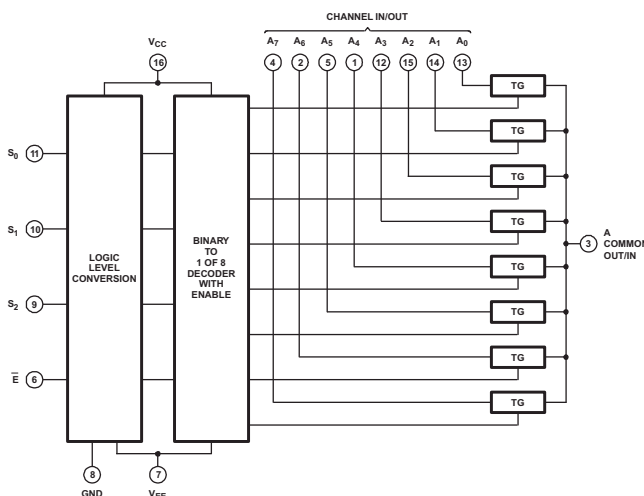 CHANNEL IN/OUT
VCC
A7 A6 A5 A4 A3 A2 A1 A0
16 4 2 5 1 12 15 14 13
TG
TG
S0 11
TG
TG
S1 10
LOGIC
LEVEL
CONVERSION
BINARY
TO
1 OF 8
DECODER
WITH
ENABLE
3 A
COMMON
OUT/IN
TG
S2 9
TG
TG
E̅ 6
TG
8 7
GND VEE